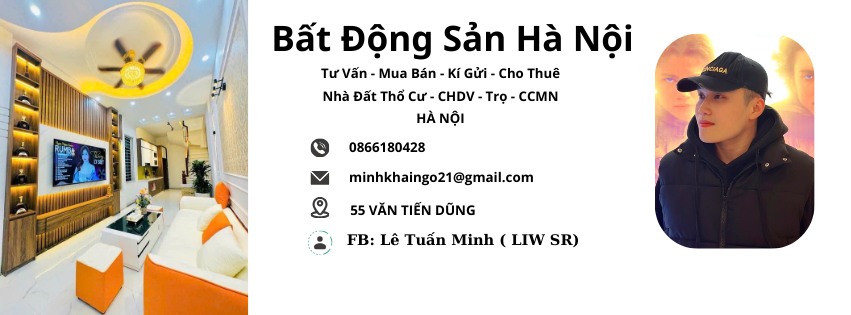 Bất Động Sản Hà Nội
Tư Vấn - Mua Bán - Kí Gửi - Cho Thuê
Nhà Đất Thổ Cư - CHDV - Trọ - CCMN
HÀ NỘI
0866180428
minhkhaingo21@gmail.com
55 VĂN TIẾN DŨNG
FB: Lê Tuấn Minh ( LIW SR)